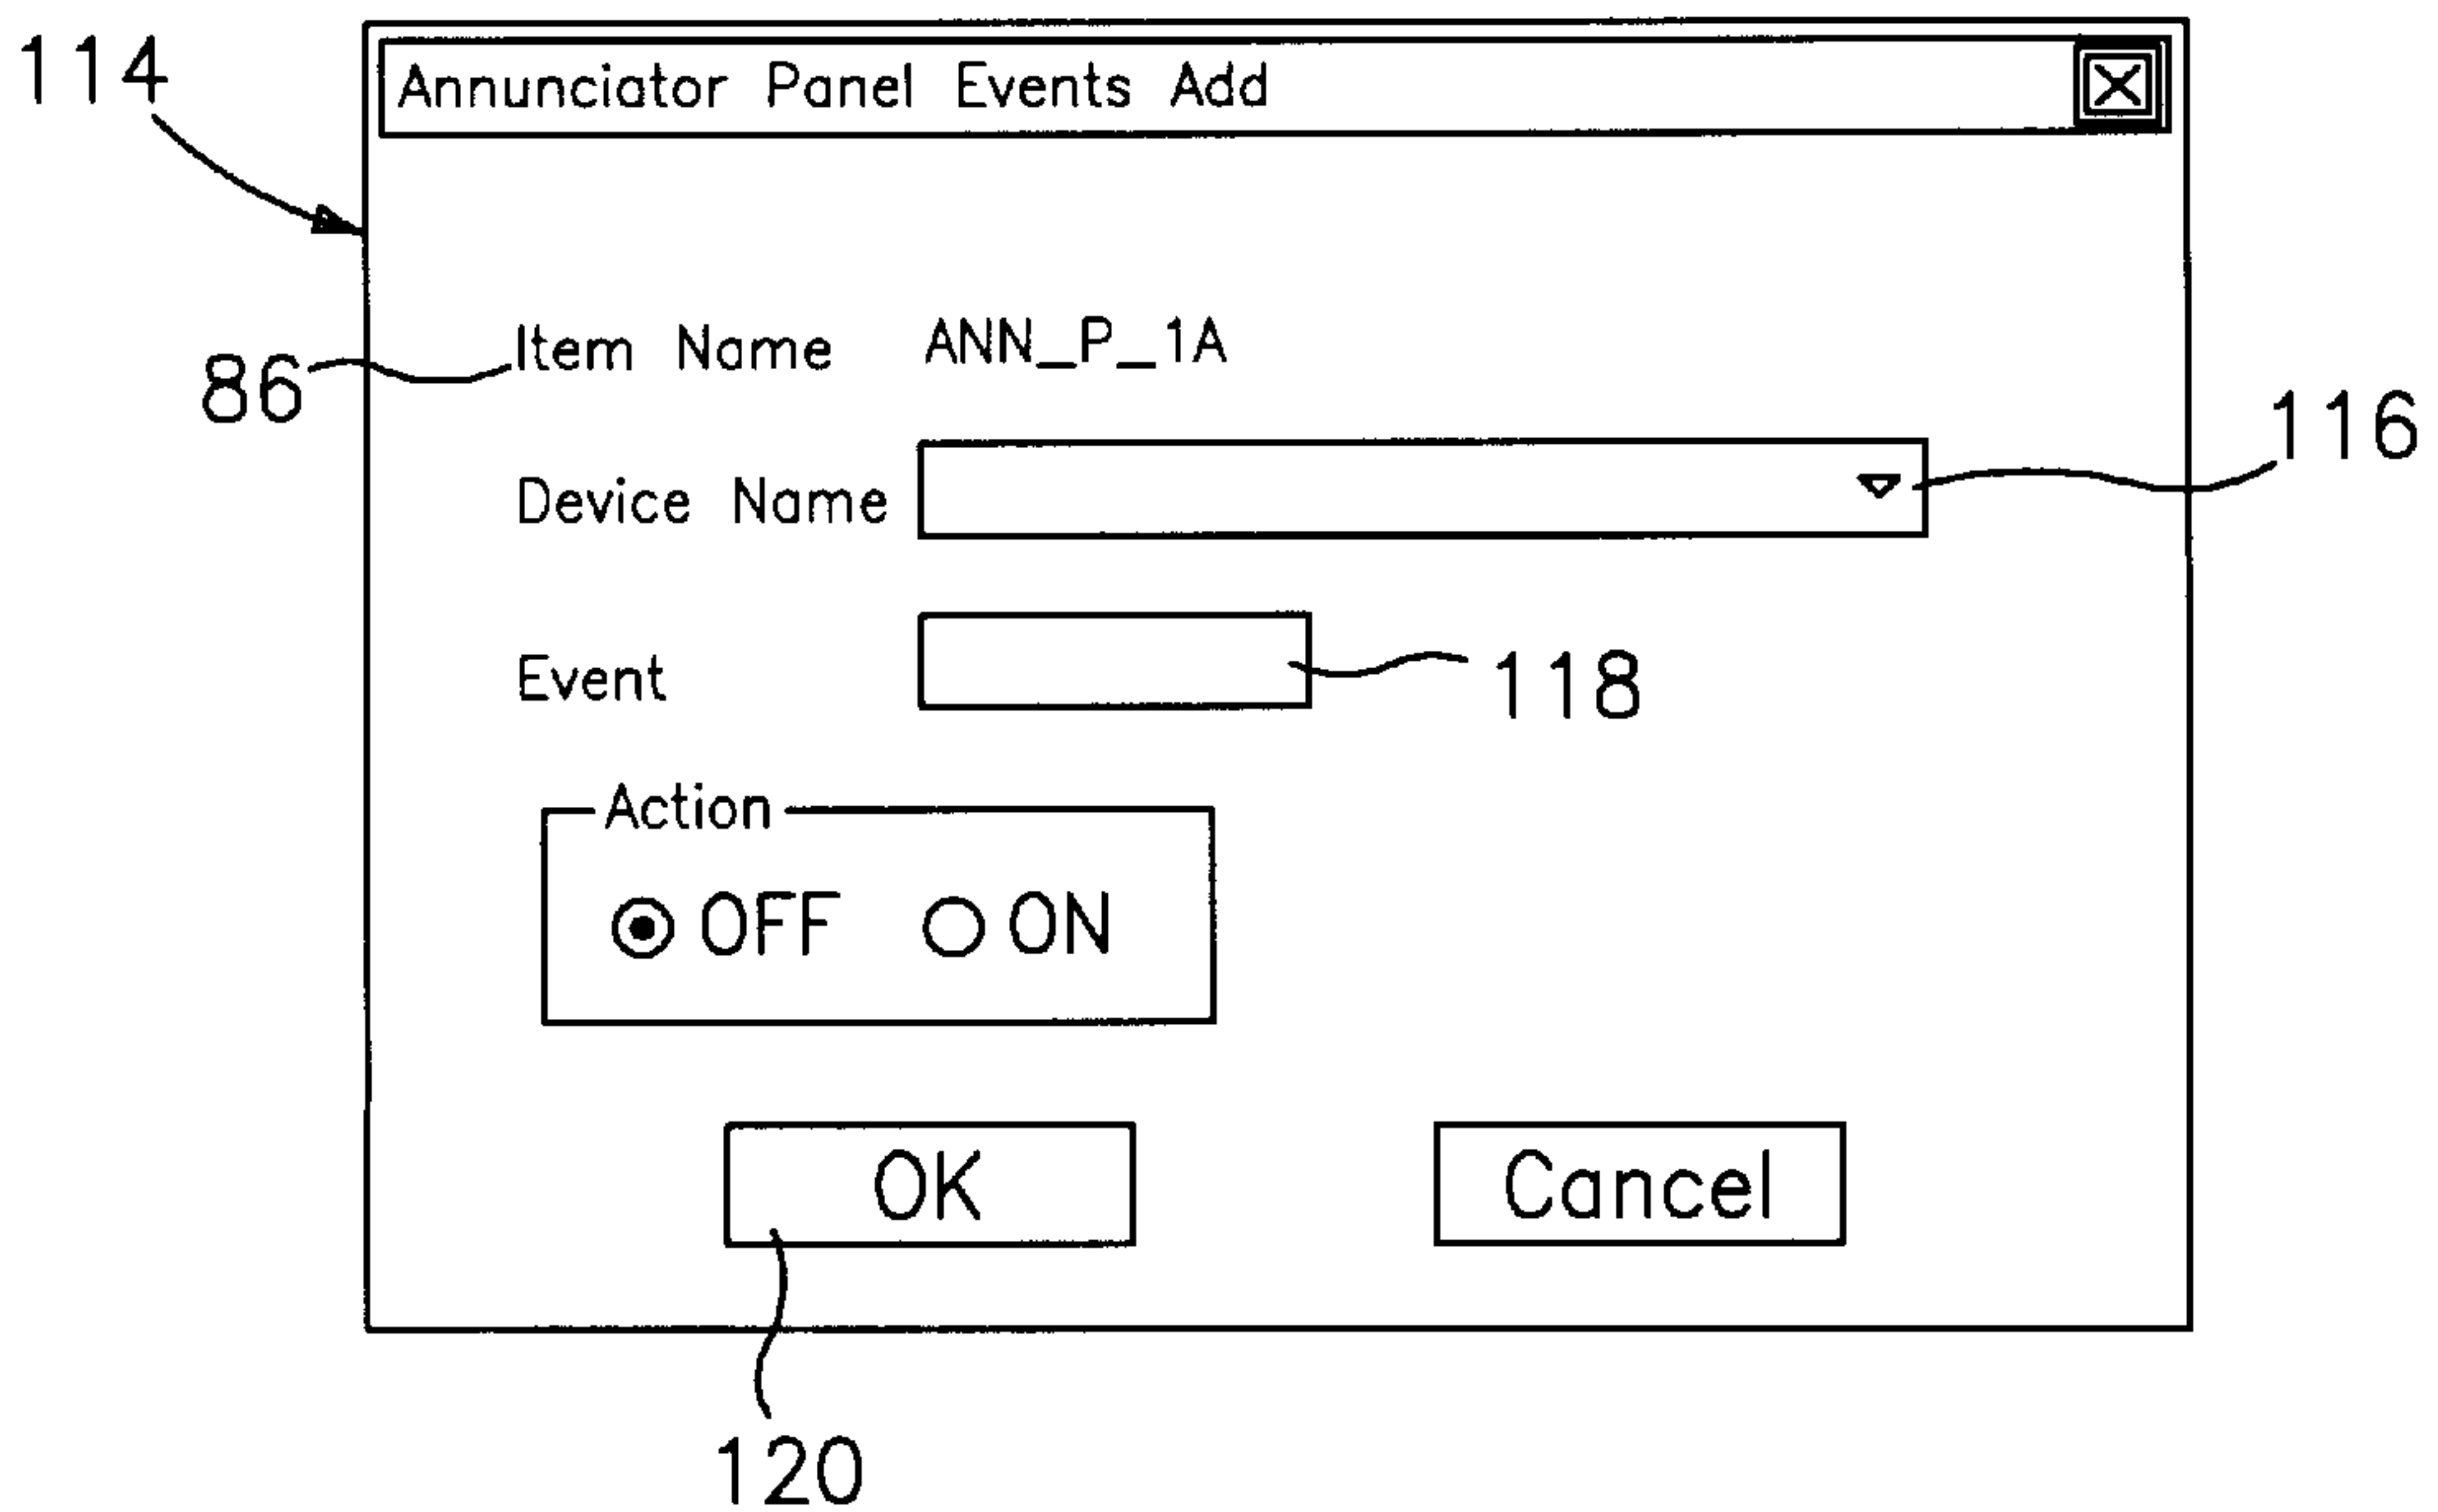 114
Annunciator Panel Events Add
86
Item Name ANN_P_1A
116
Device Name
Event
118
Action
OFF ON
OK Cancel
120